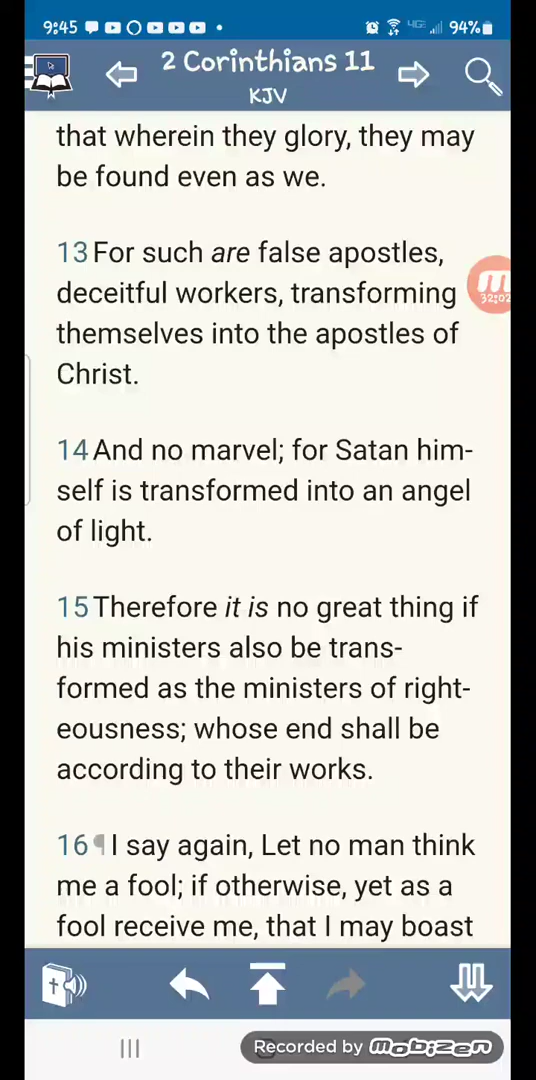 9:45
4GE
94%
2 Corinthians 11
KJV
that wherein they glory, they may
be found even as we.
13 For such are false apostles,
deceitful workers, transforming
themselves into the apostles of
Christ.
32:02
14 And no marvel; for Satan him-
self is transformed into an angel
of light.
15 Therefore it is no great thing if
his ministers also be trans-
formed as the ministers of right-
eousness; whose end shall be
according to their works.
16 ¶ I say again, Let no man think
me a fool; if otherwise, yet as a
fool receive me, that I may boast
Recorded by mobizen